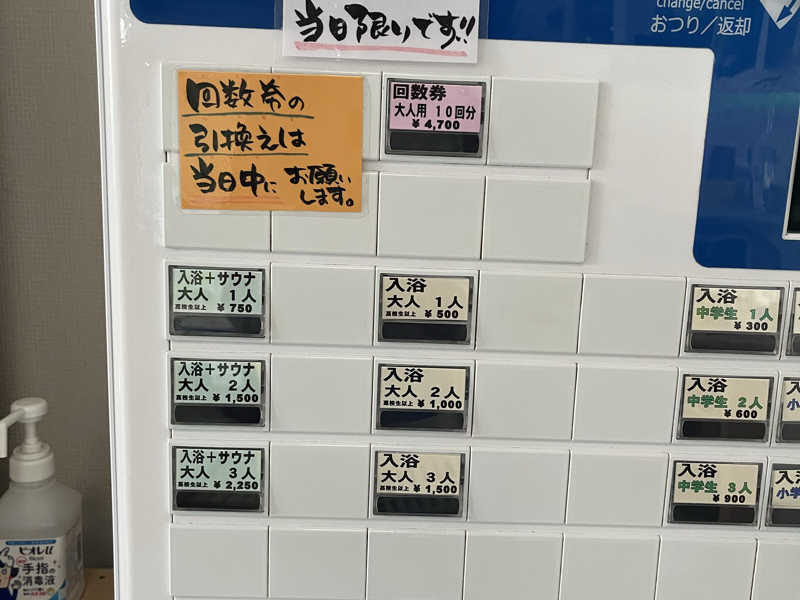 当日限りです!!
change/cancel
おつり／返却
回数券の
引換えは
当日中に お願い
します。
回数券
大人用 10回分
￥4,700
入浴＋サウナ
大人 1人
高校生以上 ￥750
入浴
大人 1人
高校生以上 ￥500
入浴
中学生 1人
￥300
入浴＋サウナ
大人 2人
高校生以上 ￥1,500
入浴
大人 2人
高校生以上 ￥1,000
入浴
中学生 2人
￥600
入浴＋サウナ
大人 3人
高校生以上 ￥2,250
入浴
大人 3人
高校生以上 ￥1,500
入浴
中学生 3人
￥900
入
小
入
小
ビオレu
手指の
消毒液